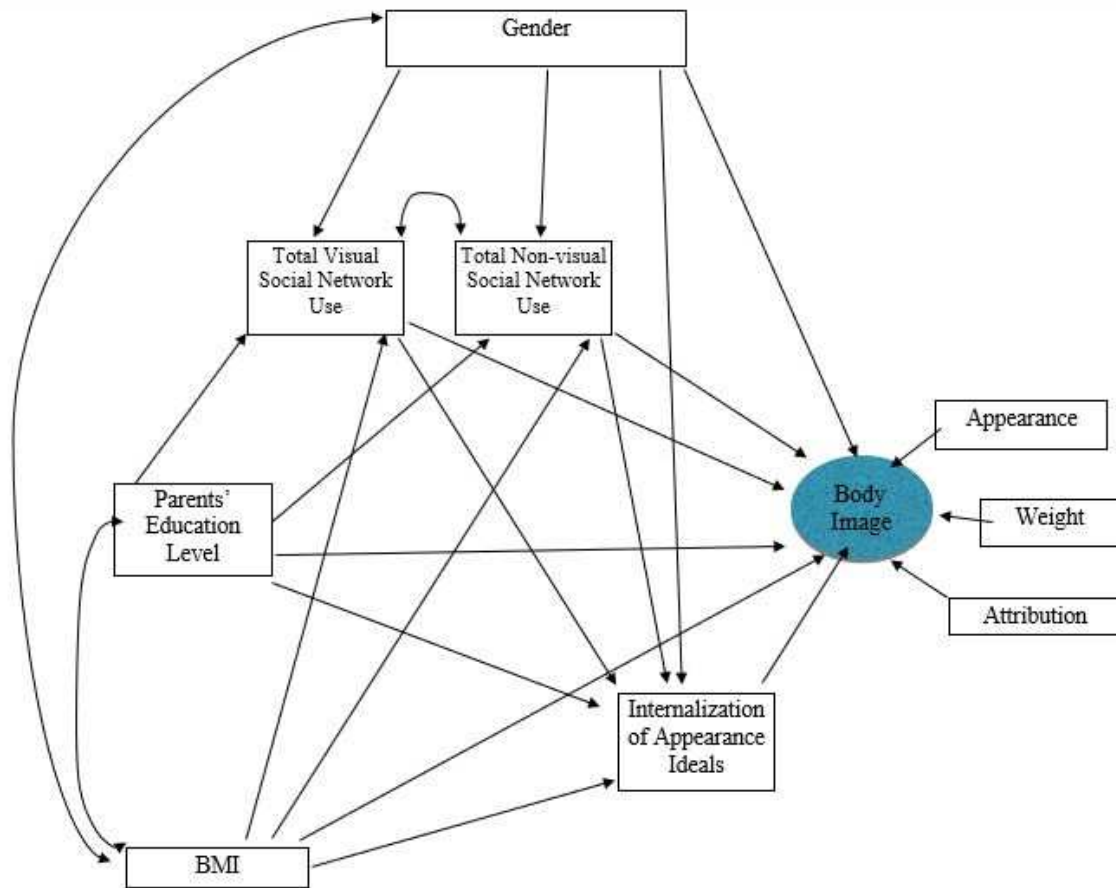 Gender
Total Visual
Social Network
Use
Total Non-visual
Social Network
Use
Appearance
Parents’
Education
Level
Body
Image
Weight
Attribution
Internalization
of Appearance
Ideals
BMI